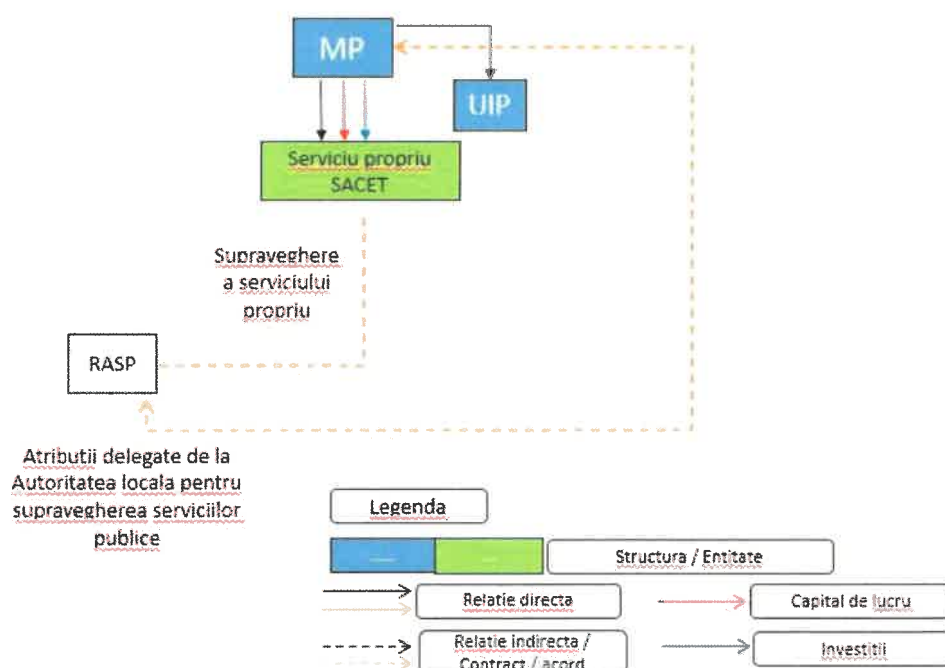 MP
UIP
Serviciu propriu
SACET
Supraveghere
a serviciului
propriu
RASP
Atributii delegate de la
Autoritatea locala pentru
supravegherea serviciilor
publice
Legenda
Structura / Entitate
Relatie directa
Capital de lucru
Relatie indirecta /
Contract / acord
Investitii